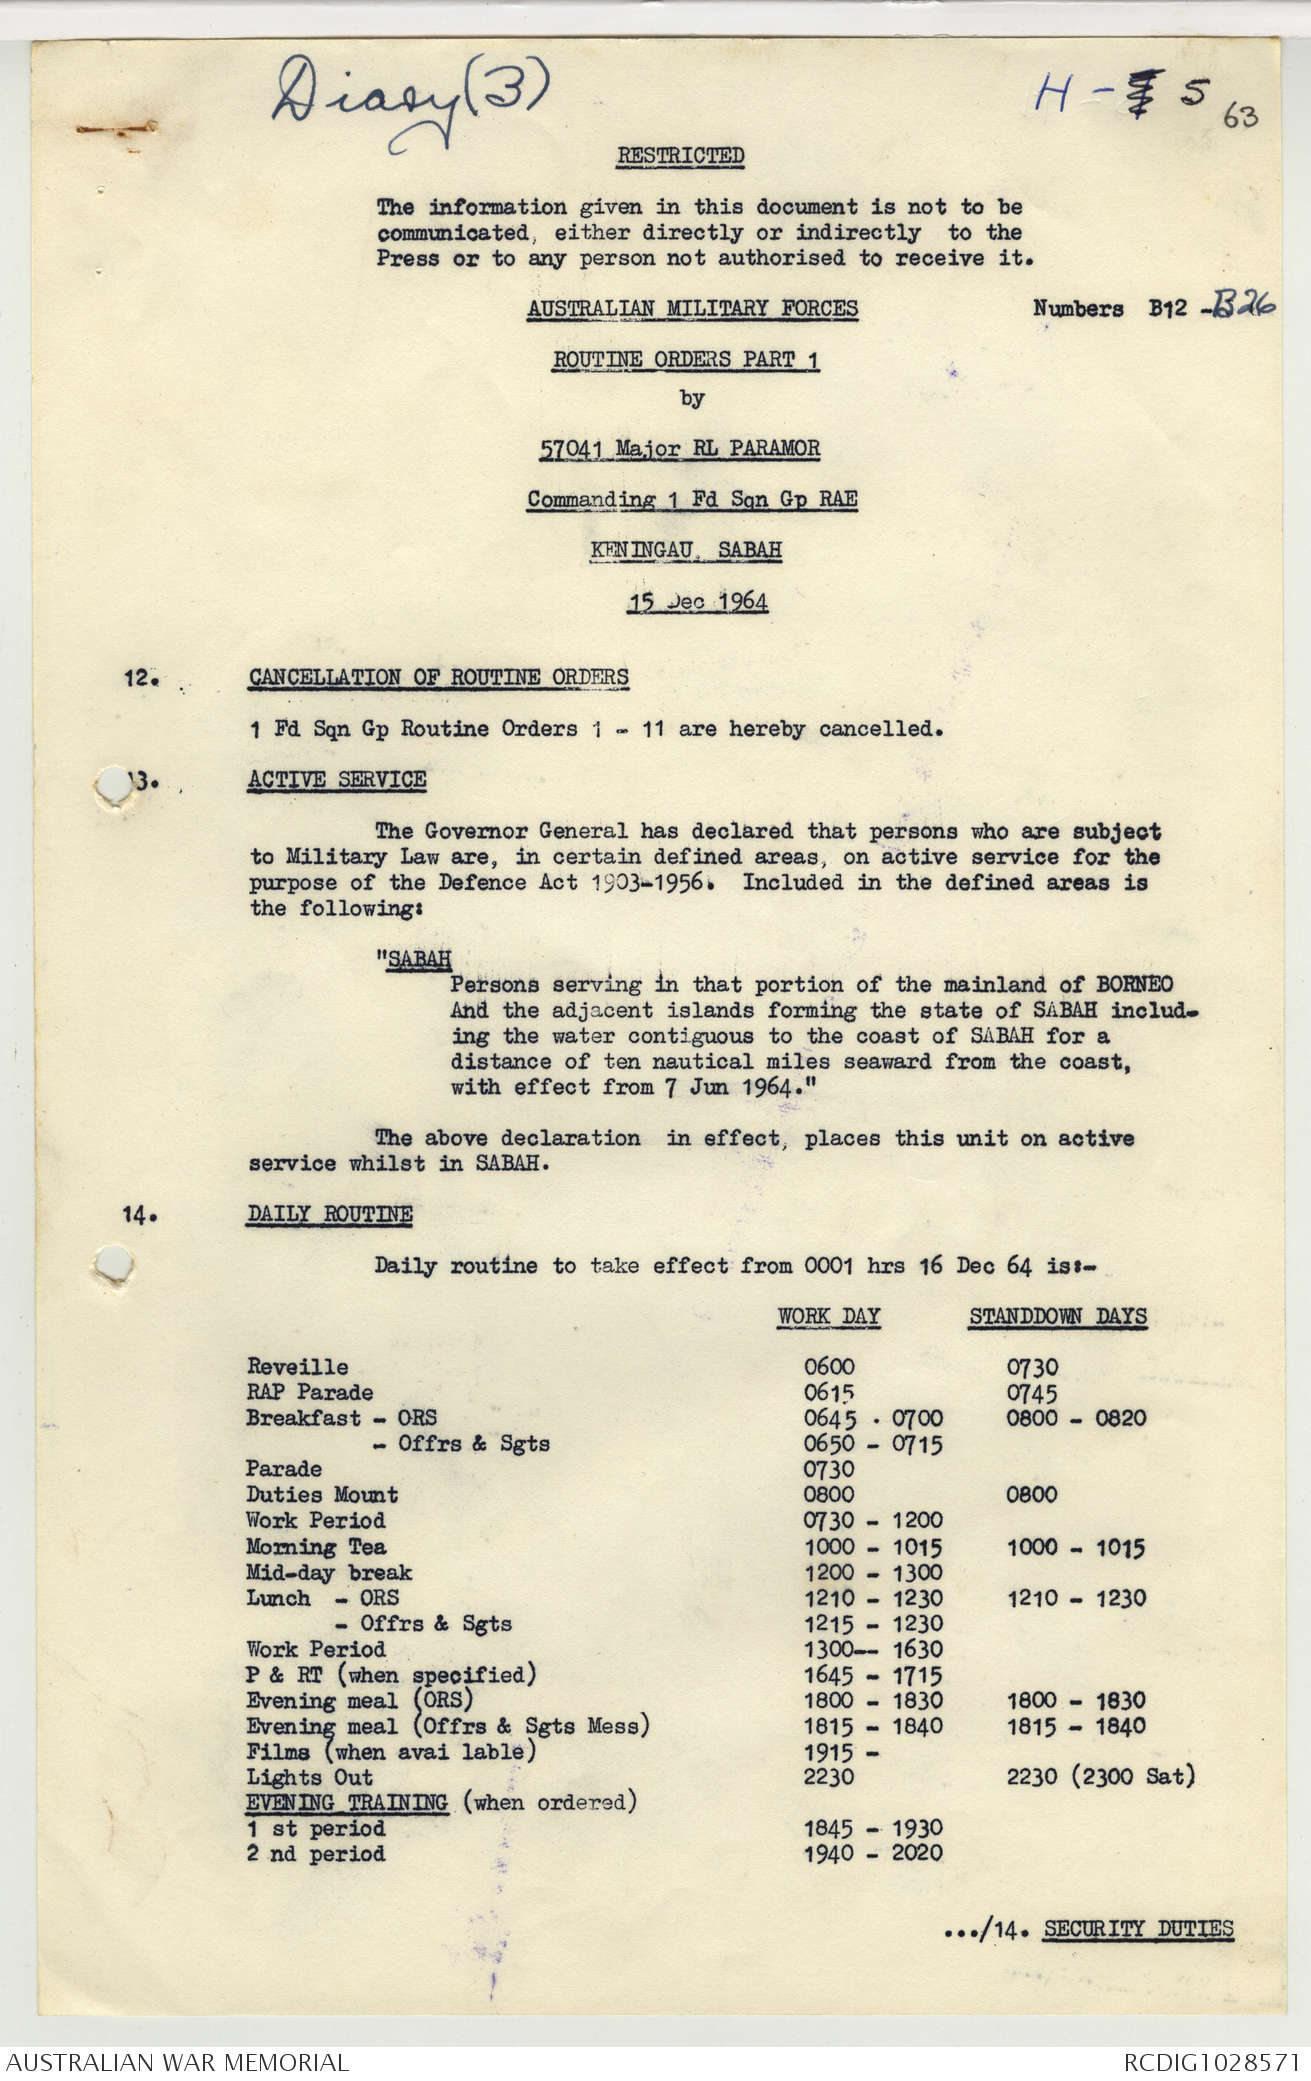 Diary (3)
H - 5
63
RESTRICTED
The information given in this document is not to be
communicated, either directly or indirectly to the
Press or to any person not authorised to receive it.
AUSTRALIAN MILITARY FORCES Numbers B12 - B26
ROUTINE ORDERS PART 1
by
57041 Major RL PARAMOR
Commanding 1 Fd Sqn Gp RAE
KENINGAU, SABAH
15 Dec 1964
12. CANCELLATION OF ROUTINE ORDERS
1 Fd Sqn Gp Routine Orders 1 - 11 are hereby cancelled.
13. ACTIVE SERVICE
The Governor General has declared that persons who are subject
to Military Law are, in certain defined areas, on active service for the
purpose of the Defence Act 1903-1956. Included in the defined areas is
the following:
"SABAH
Persons serving in that portion of the mainland of BORNEO
And the adjacent islands forming the state of SABAH includ-
ing the water contiguous to the coast of SABAH for a
distance of ten nautical miles seaward from the coast,
with effect from 7 Jun 1964."
The above declaration in effect, places this unit on active
service whilst in SABAH.
14. DAILY ROUTINE
Daily routine to take effect from 0001 hrs 16 Dec 64 is:-
WORK DAY STANDDOWN DAYS
Reveille 0600 0730
RAP Parade 0615 0745
Breakfast - ORS 0645 - 0700 0800 - 0820
- Offrs & Sgts 0650 - 0715
Parade 0730
Duties Mount 0800 0800
Work Period 0730 - 1200
Morning Tea 1000 - 1015 1000 - 1015
Mid-day break 1200 - 1300
Lunch - ORS 1210 - 1230 1210 - 1230
- Offrs & Sgts 1215 - 1230
Work Period 1300-- 1630
P & RT (when specified) 1645 - 1715
Evening meal (ORS) 1800 - 1830 1800 - 1830
Evening meal (Offrs & Sgts Mess) 1815 - 1840 1815 - 1840
Films (when avai lable) 1915 -
Lights Out 2230 2230 (2300 Sat)
EVENING TRAINING (when ordered)
1 st period 1845 - 1930
2 nd period 1940 - 2020
.../14. SECURITY DUTIES
AUSTRALIAN WAR MEMORIAL RCDIG1028571